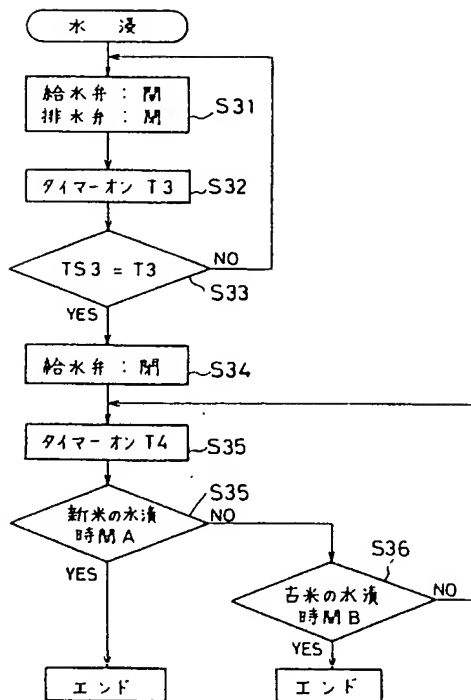 水 浸
給水弁：開
排水弁：閉
S31
タイマーオン T3
S32
TS3 = T3
NO
S33
YES
給水弁：閉
S34
タイマーオン T4
S35
S35
新米の水漬
時間A
NO
YES
S36
古米の水漬
時間B
NO
YES
エンド
エンド